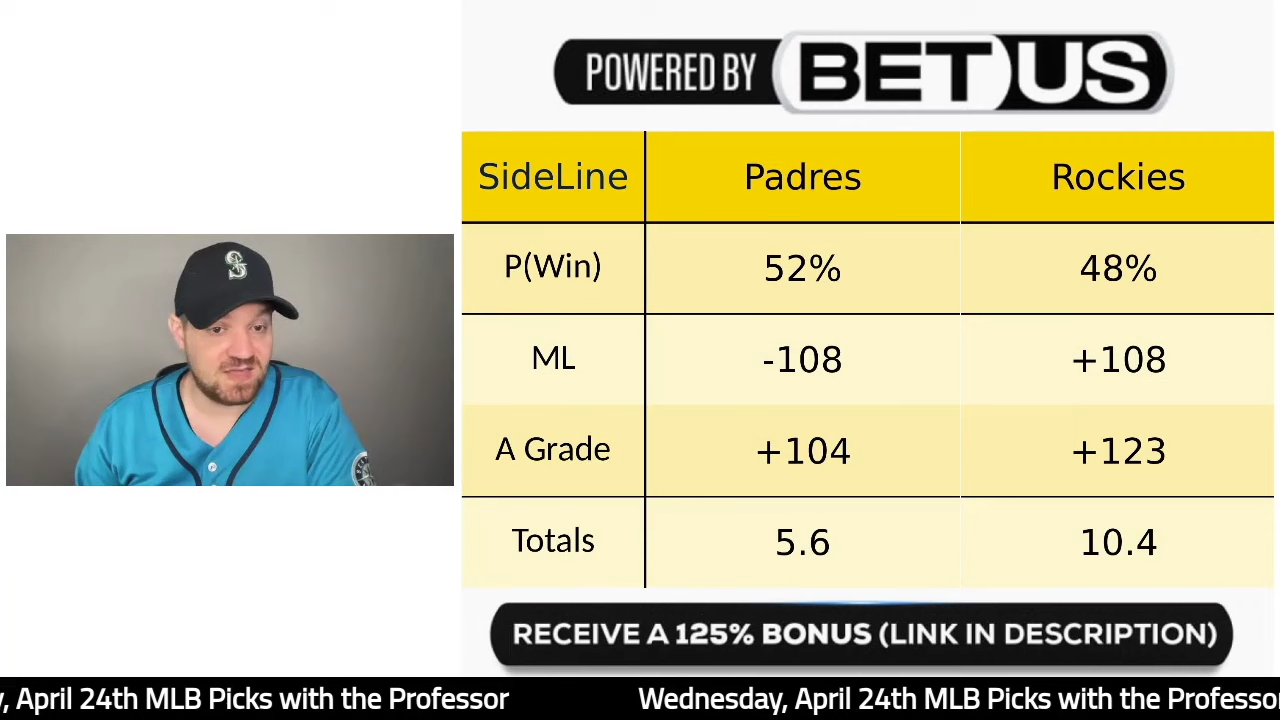 POWERED BY BETUS
SideLine Padres Rockies
P(Win) 52% 48%
ML -108 +108
A Grade +104 +123
Totals 5.6 10.4
RECEIVE A 125% BONUS (LINK IN DESCRIPTION)
y, April 24th MLB Picks with the Professor Wednesday, April 24th MLB Picks with the Professor